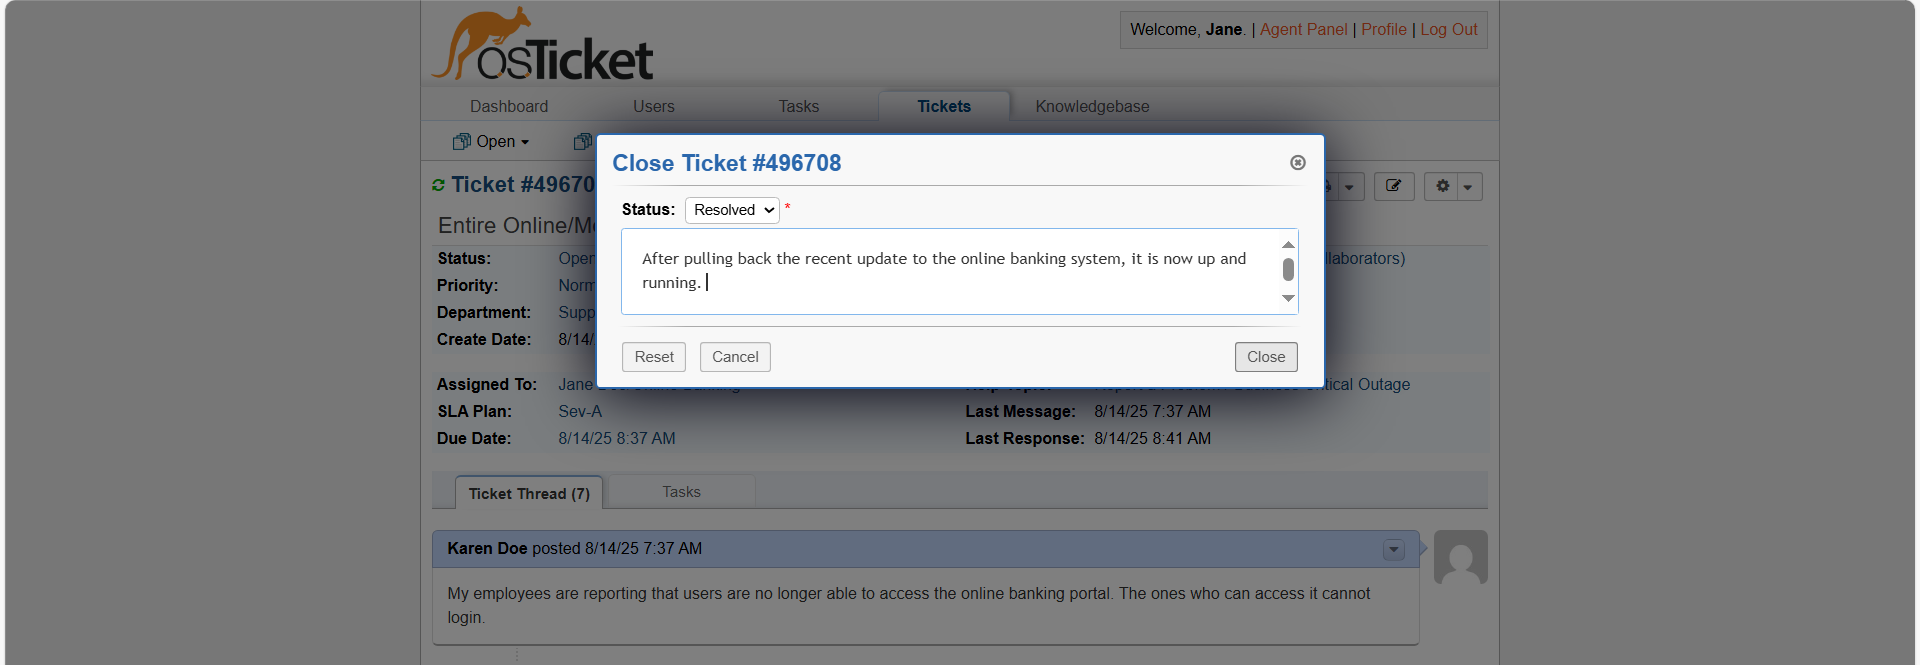 osTicket
Welcome, Jane. | Agent Panel | Profile | Log Out
Dashboard Users Tasks Tickets Knowledgebase
Open
Close Ticket #496708
Ticket #49670
Status: Resolved *
Entire Online/M
After pulling back the recent update to the online banking system, it is now up and
running.
Status: Open llaborators)
Priority: Norm
Department: Supp
Create Date: 8/14/
Reset Cancel Close
Assigned To: Jane tical Outage
SLA Plan: Sev-A Last Message: 8/14/25 7:37 AM
Due Date: 8/14/25 8:37 AM Last Response: 8/14/25 8:41 AM
Ticket Thread (7) Tasks
Karen Doe posted 8/14/25 7:37 AM
My employees are reporting that users are no longer able to access the online banking portal. The ones who can access it cannot
login.